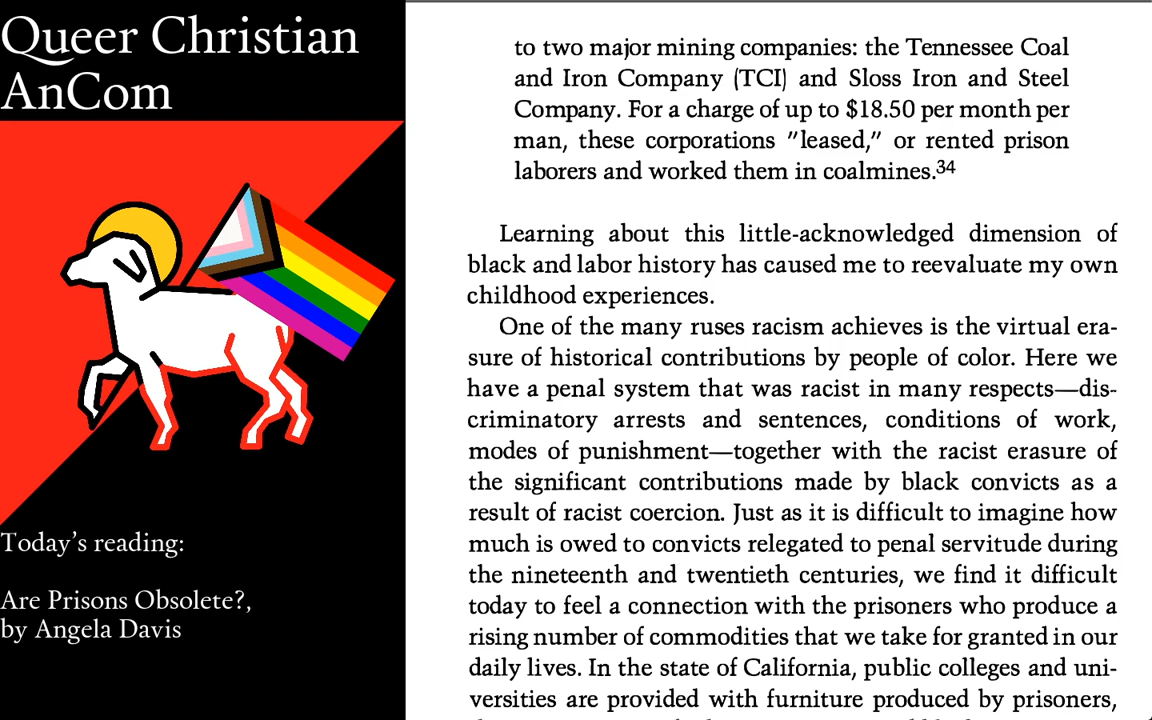 Queer Christian
AnCom
Today's reading:
Are Prisons Obsolete?,
by Angela Davis
to two major mining companies: the Tennessee Coal
and Iron Company (TCI) and Sloss Iron and Steel
Company. For a charge of up to $18.50 per month per
man, these corporations "leased," or rented prison
laborers and worked them in coalmines.34
Learning about this little-acknowledged dimension of
black and labor history has caused me to reevaluate my own
childhood experiences.
One of the many ruses racism achieves is the virtual era-
sure of historical contributions by people of color. Here we
have a penal system that was racist in many respects—dis-
criminatory arrests and sentences, conditions of work,
modes of punishment—together with the racist erasure of
the significant contributions made by black convicts as a
result of racist coercion. Just as it is difficult to imagine how
much is owed to convicts relegated to penal servitude during
the nineteenth and twentieth centuries, we find it difficult
today to feel a connection with the prisoners who produce a
rising number of commodities that we take for granted in our
daily lives. In the state of California, public colleges and uni-
versities are provided with furniture produced by prisoners,